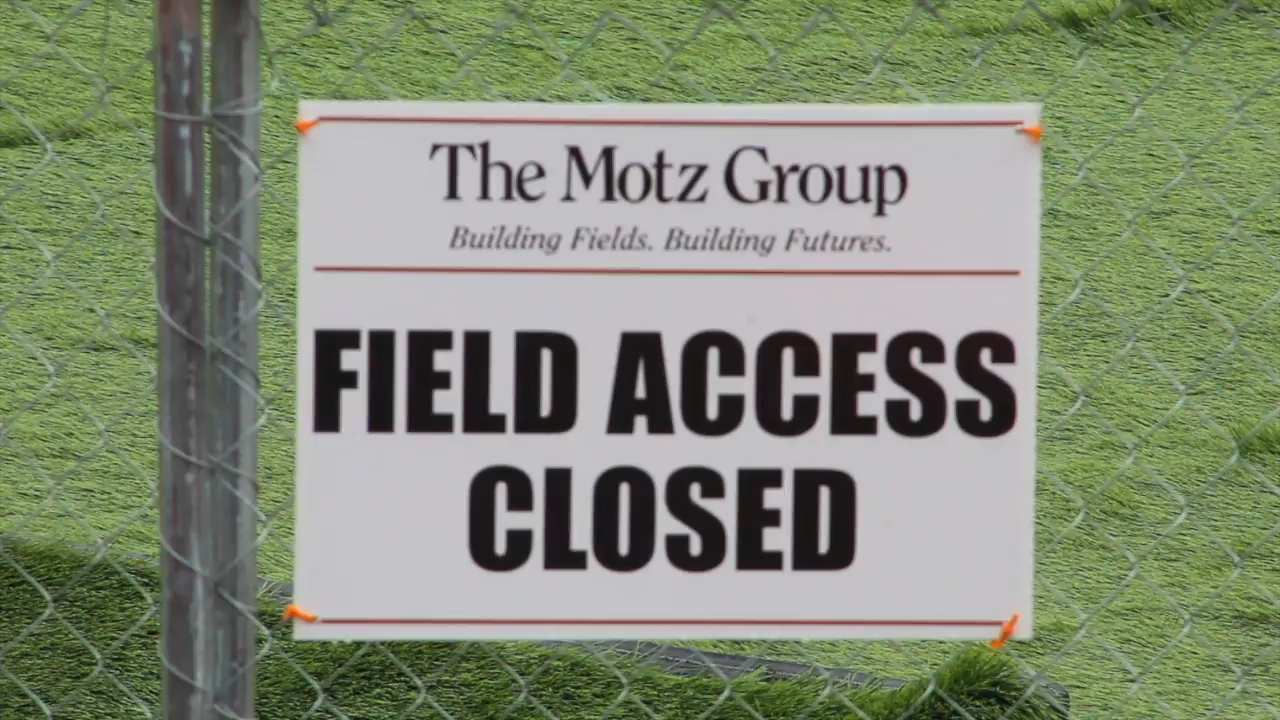 The Motz Group
Building Fields. Building Futures.
FIELD ACCESS
CLOSED